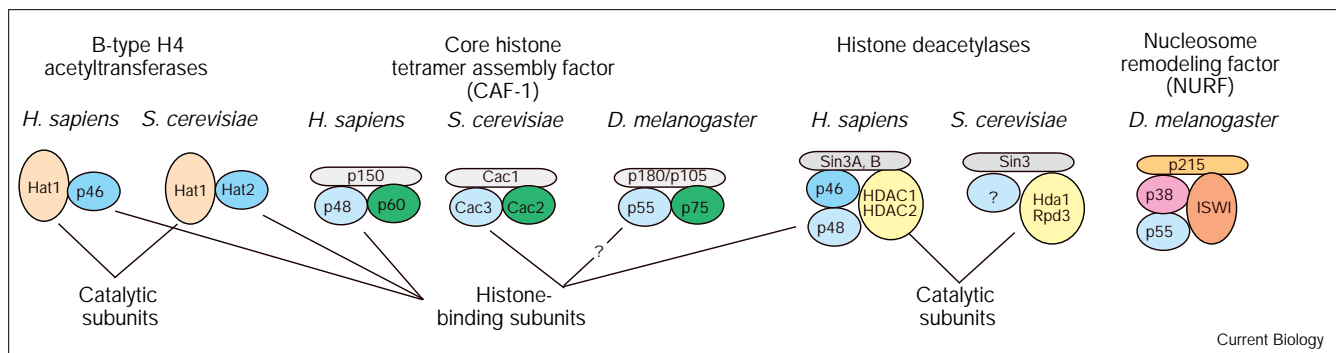 B-type H4
acetyltransferases
Core histone
tetramer assembly factor
(CAF-1)
Histone deacetylases
Nucleosome
remodeling factor
(NURF)
H. sapiens
S. cerevisiae
H. sapiens
S. cerevisiae
D. melanogaster
H. sapiens
S. cerevisiae
D. melanogaster
Hat1
p46
Hat1
Hat2
p150
p48
p60
Cac1
Cac3
Cac2
p180/p105
p55
p75
Sin3A, B
p46
p48
HDAC1
HDAC2
Sin3
?
Hda1
Rpd3
p215
p38
p55
ISWI
?
Catalytic
subunits
Histone-
binding subunits
Catalytic
subunits
Current Biology